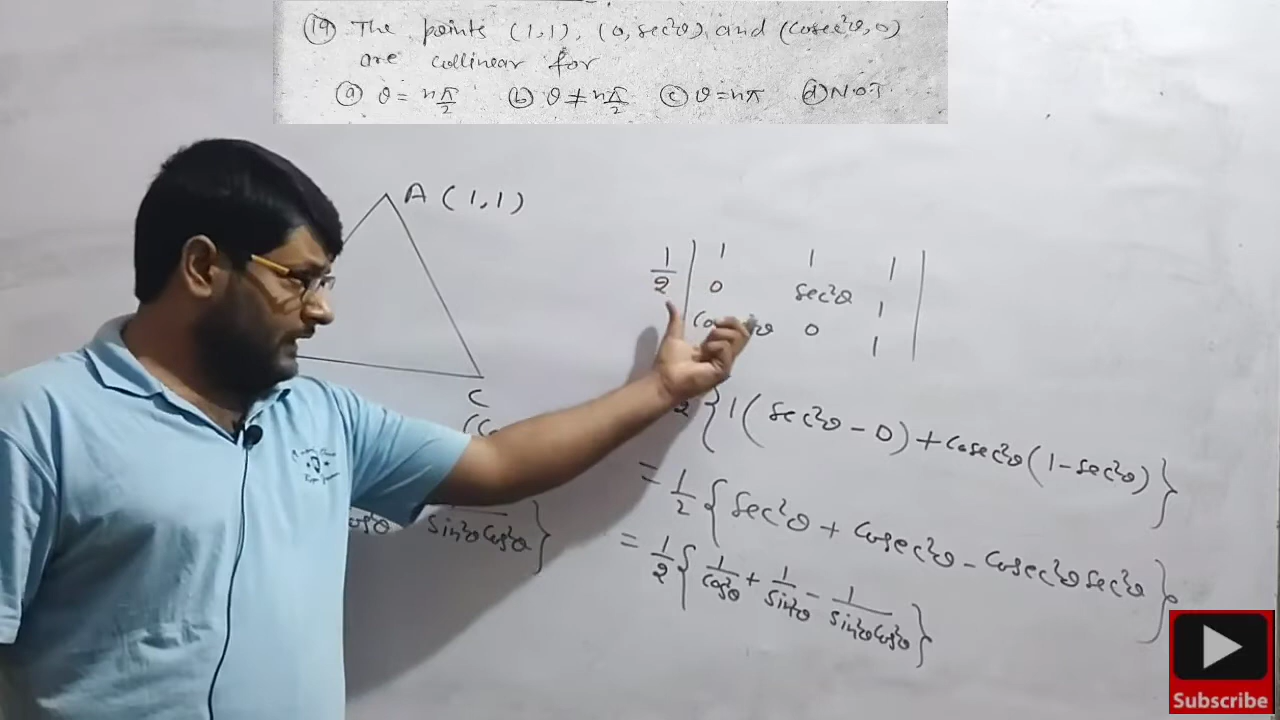 (19) The points (1,1), (0, sec²θ) and (cosec²θ, 0)
are collinear for
(a) θ = nπ/2 (b) θ ≠ nπ/2 (c) θ = nπ (d) N.O.T
A (1,1)
C
1/2 | 1 1 1
0 sec²θ 1
0 1 |
{1(sec²θ - 0) + cosec²θ(1 - sec²θ)}
= 1/2 {sec²θ + cosec²θ - cosec²θ sec²θ}
= 1/2 {1/cos²θ + 1/sin²θ - 1/sin²θcos²θ}
sin²θcos²θ}
Subscribe